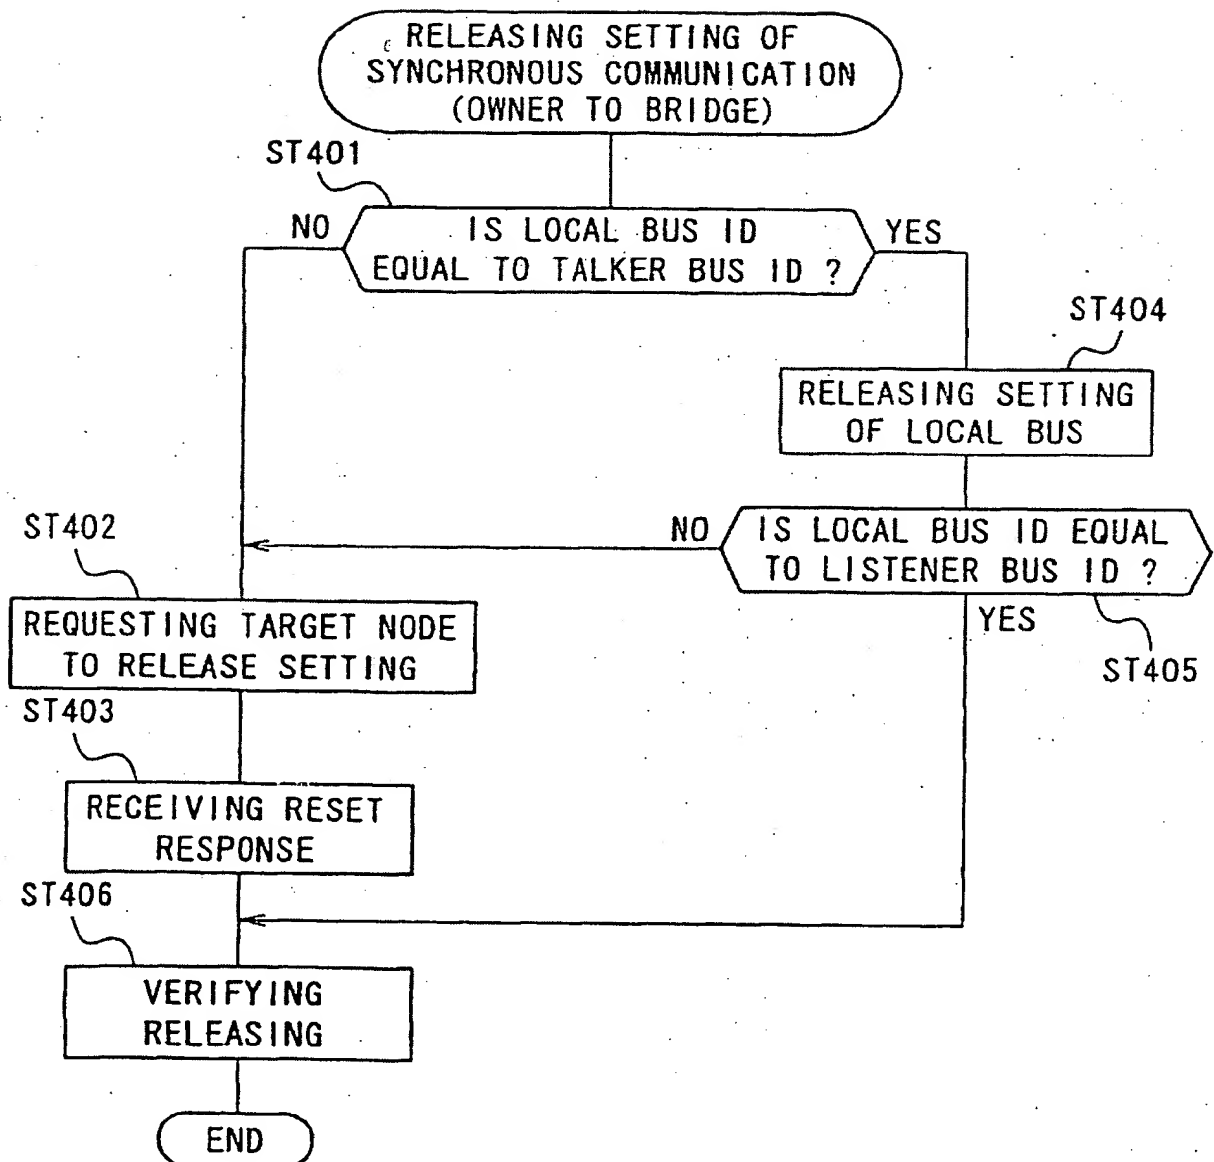 RELEASING SETTING OF
SYNCHRONOUS COMMUNICATION
(OWNER TO BRIDGE)
ST401
NO
IS LOCAL BUS ID
EQUAL TO TALKER BUS ID ?
YES
ST404
RELEASING SETTING
OF LOCAL BUS
ST402
NO
IS LOCAL BUS ID EQUAL
TO LISTENER BUS ID ?
YES
ST405
REQUESTING TARGET NODE
TO RELEASE SETTING
ST403
RECEIVING RESET
RESPONSE
ST406
VERIFYING
RELEASING
END